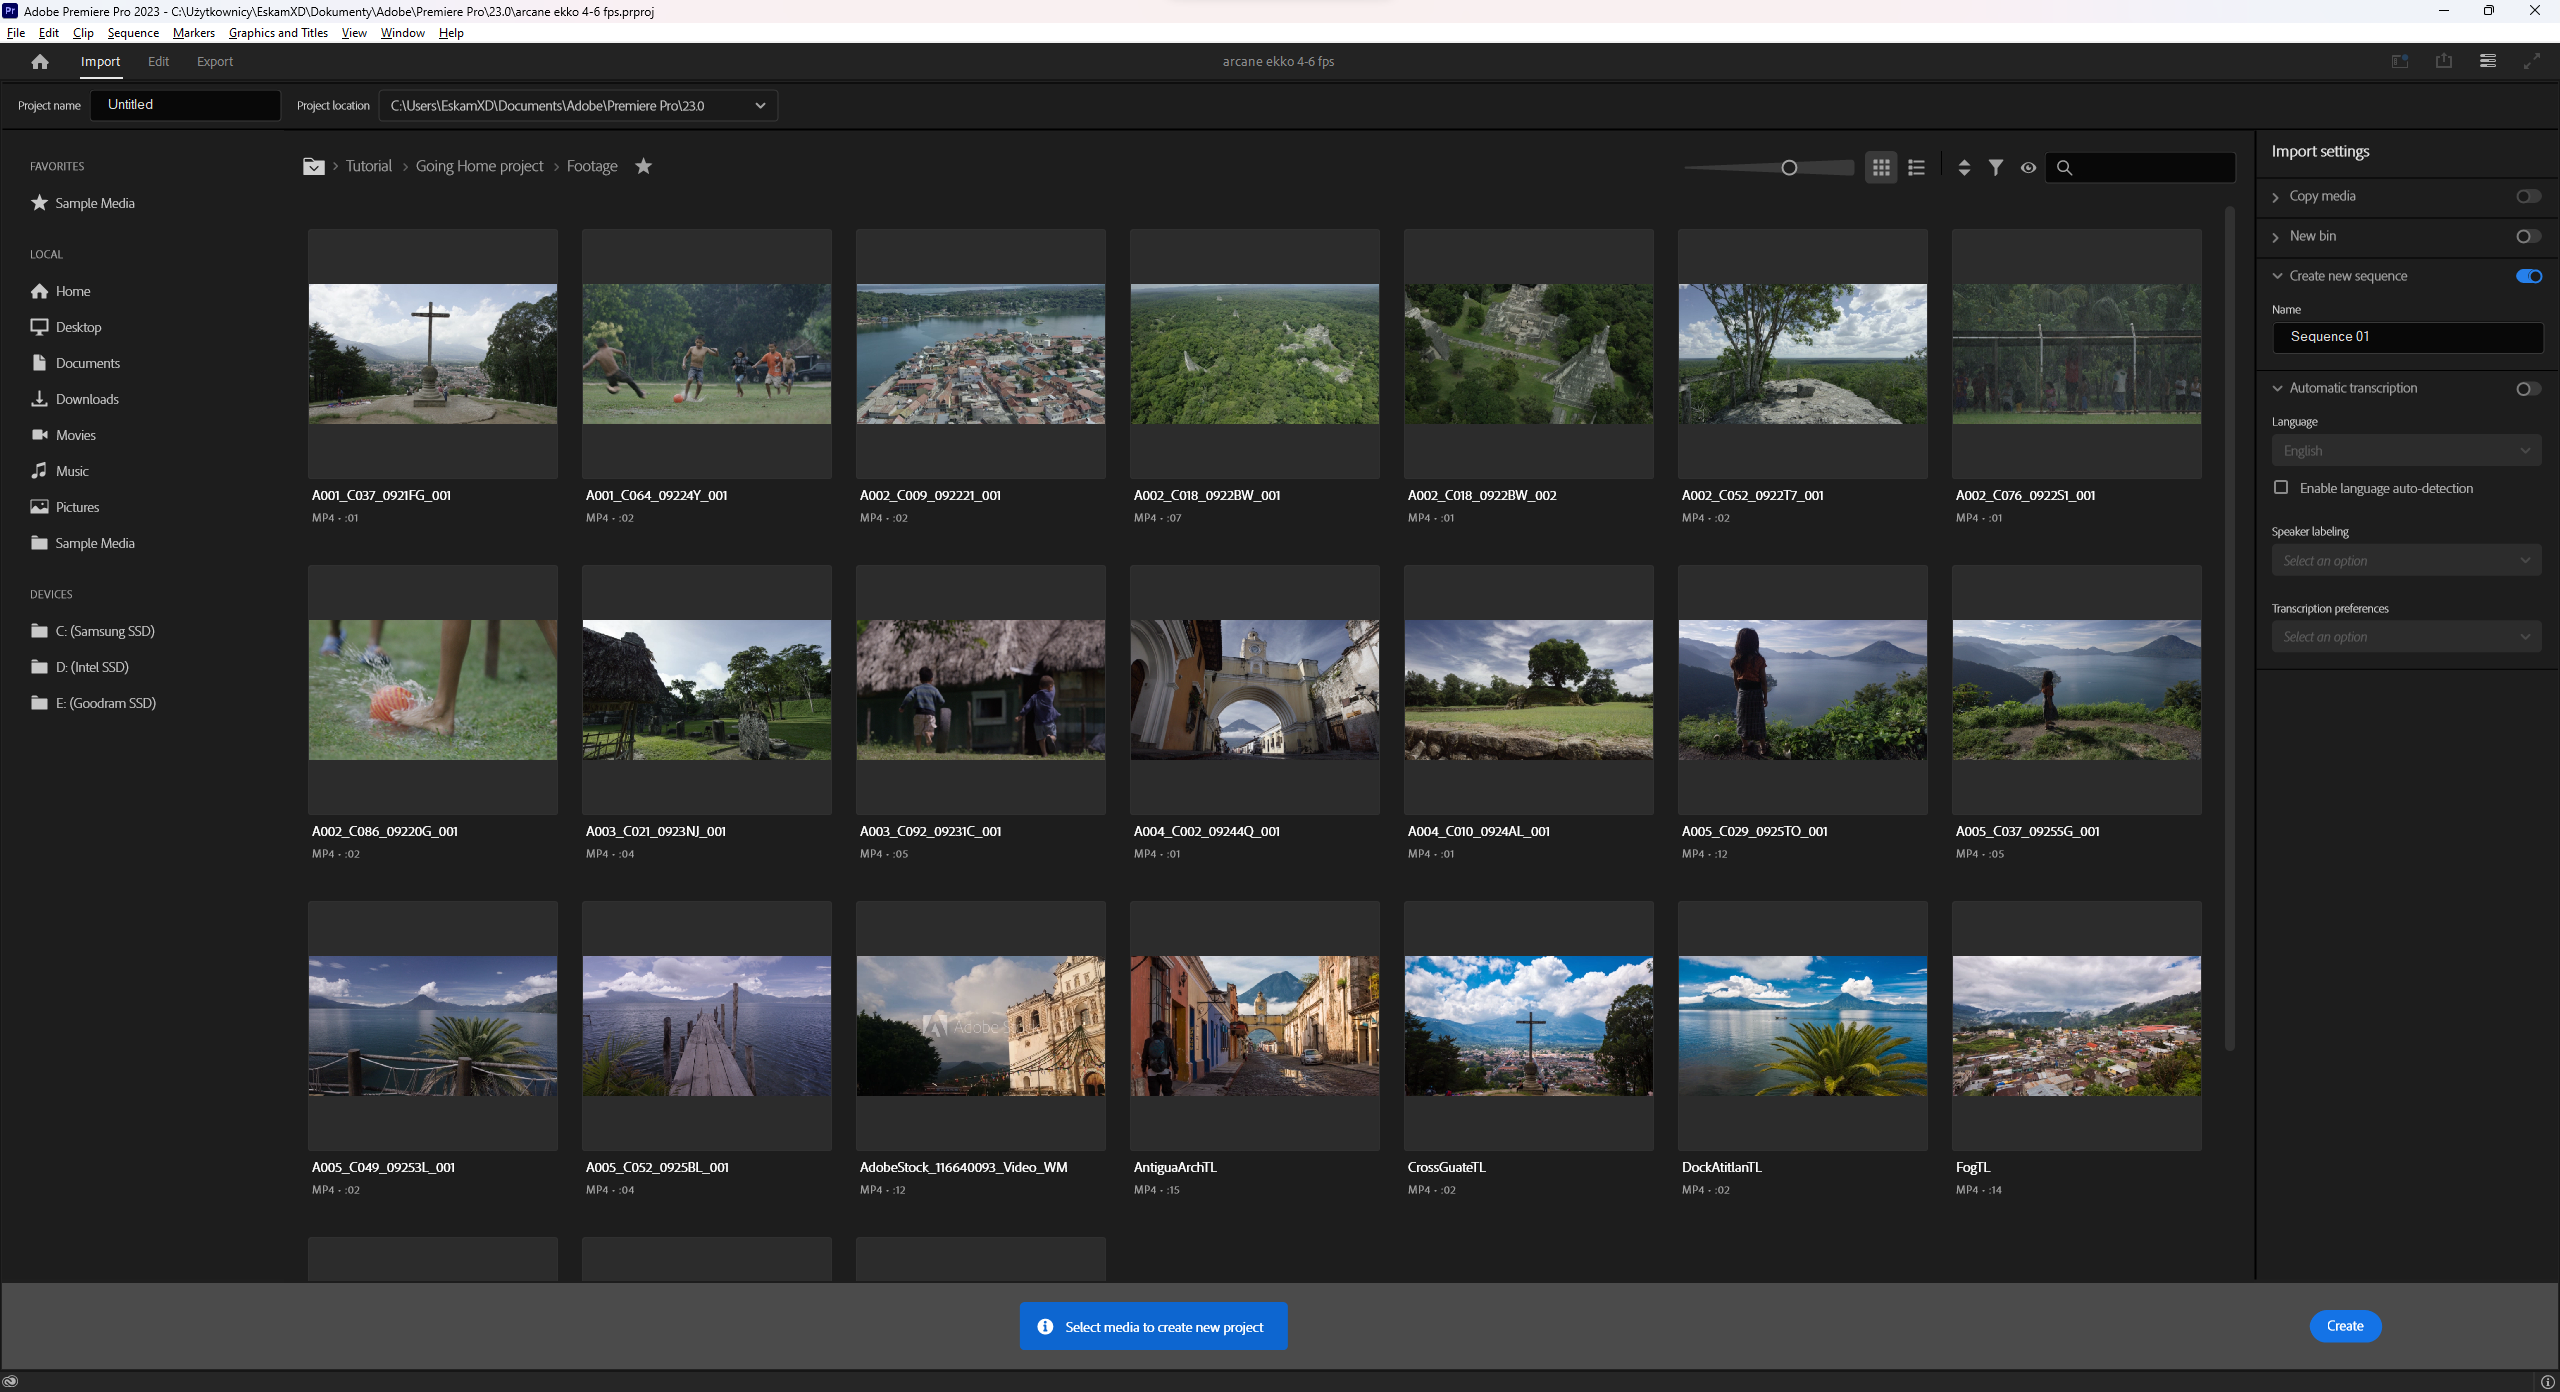 Adobe Premiere Pro 2023 - C:\Użytkownicy\EskamXD\Dokumenty\Adobe\Premiere Pro\23.0\arcane ekko 4-6 fps.prproj
File Edit Clip Sequence Markers Graphics and Titles View Window Help
Import Edit Export
arcane ekko 4-6 fps
Project name Untitled Project location C:\Users\EskamXD\Documents\Adobe\Premiere Pro\23.0
FAVORITES
Sample Media
LOCAL
Home
Desktop
Documents
Downloads
Movies
Music
Pictures
Sample Media
DEVICES
C: (Samsung SSD)
D: (Intel SSD)
E: (Goodram SSD)
Tutorial › Going Home project › Footage
A001_C037_0921FG_001
MP4 • :01
A001_C064_09224Y_001
MP4 • :02
A002_C009_092221_001
MP4 • :02
A002_C018_0922BW_001
MP4 • :07
A002_C018_0922BW_002
MP4 • :01
A002_C052_0922T7_001
MP4 • :02
A002_C076_0922S1_001
MP4 • :01
A002_C086_09220G_001
MP4 • :02
A003_C021_0923NJ_001
MP4 • :04
A003_C092_09231C_001
MP4 • :05
A004_C002_09244Q_001
MP4 • :01
A004_C010_0924AL_001
MP4 • :01
A005_C029_0925TO_001
MP4 • :12
A005_C037_09255G_001
MP4 • :05
A005_C049_09253L_001
MP4 • :02
A005_C052_0925BL_001
MP4 • :04
Adobe Stock
AdobeStock_116640093_Video_WM
MP4 • :12
AntiguaArchTL
MP4 • :15
CrossGuateTL
MP4 • :02
DockAtitlanTL
MP4 • :02
FogTL
MP4 • :14
Import settings
Copy media
New bin
Create new sequence
Name
Sequence 01
Automatic transcription
Language
English
Enable language auto-detection
Speaker labeling
Select an option
Transcription preferences
Select an option
Select media to create new project
Create